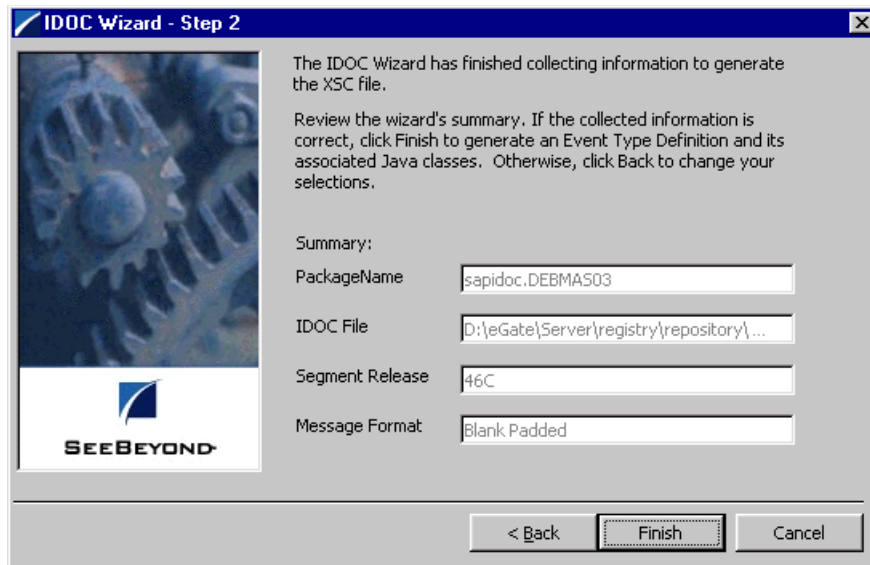 IDOC Wizard - Step 2
The IDOC Wizard has finished collecting information to generate
the XSC file.
Review the wizard's summary. If the collected information is
correct, click Finish to generate an Event Type Definition and its
associated Java classes.  Otherwise, click Back to change your
selections.
Summary:
PackageName sapidoc.DEBMAS03
IDOC File D:\eGate\Server\registry\repository\ ...
Segment Release 46C
Message Format Blank Padded
SEEBEYOND
< Back Finish Cancel